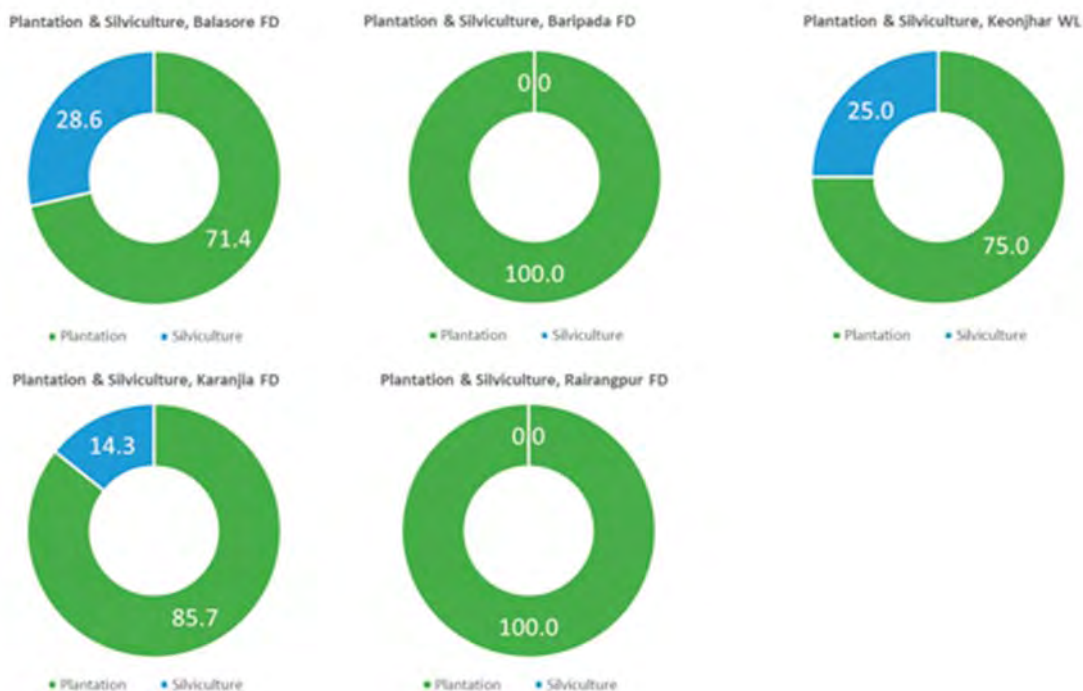 Plantation & Silviculture, Balasore FD
28.6
71.4
Plantation Silviculture
Plantation & Silviculture, Baripada FD
0 0
100.0
Plantation Silviculture
Plantation & Silviculture, Keonjhar WL
25.0
75.0
Plantation Silviculture
Plantation & Silviculture, Karanjia FD
14.3
85.7
Plantation Silviculture
Plantation & Silviculture, Rairangpur FD
0 0
100.0
Plantation Silviculture